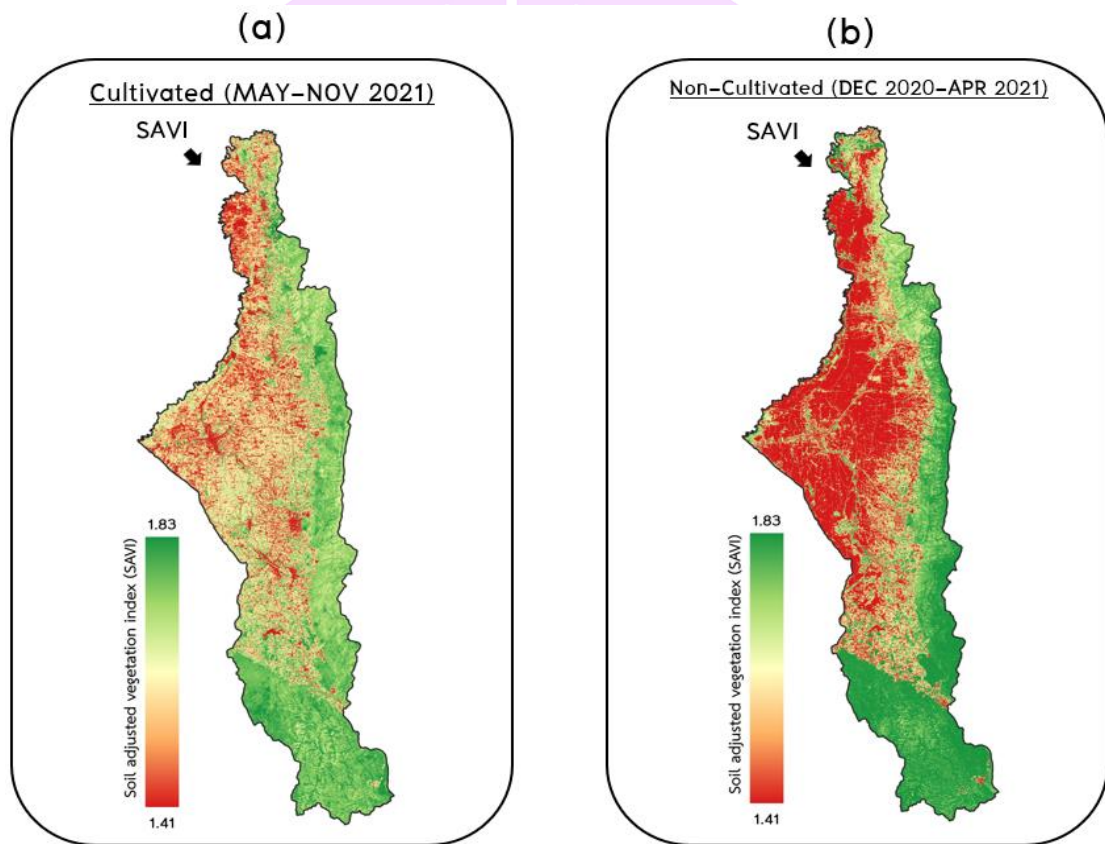 (a)
Cultivated (MAY-NOV 2021)
SAVI
1.83
Soil adjusted vegetation index (SAVI)
1.41
(b)
Non-Cultivated (DEC 2020-APR 2021)
SAVI
1.83
Soil adjusted vegetation index (SAVI)
1.41